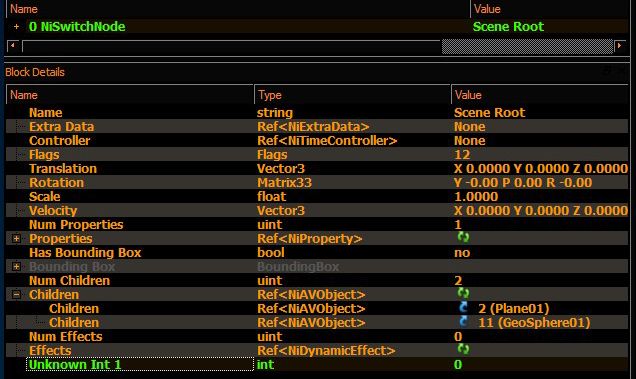 Name Value
0 NiSwitchNode Scene Root
Block Details
Name Type Value
Name string Scene Root
Extra Data Ref<NiExtraData> None
Controller Ref<NiTimeController> None
Flags Flags 12
Translation Vector3 X 0.0000 Y 0.0000 Z 0.0000
Rotation Matrix33 Y -0.00 P 0.00 R -0.00
Scale float 1.0000
Velocity Vector3 X 0.0000 Y 0.0000 Z 0.0000
Num Properties uint 1
Properties Ref<NiProperty>
Has Bounding Box bool no
Bounding Box BoundingBox
Num Children uint 2
Children Ref<NiAVObject>
Children Ref<NiAVObject> 2 (Plane01)
Children Ref<NiAVObject> 11 (GeoSphere01)
Num Effects uint 0
Effects Ref<NiDynamicEffect>
Unknown Int 1 int 0